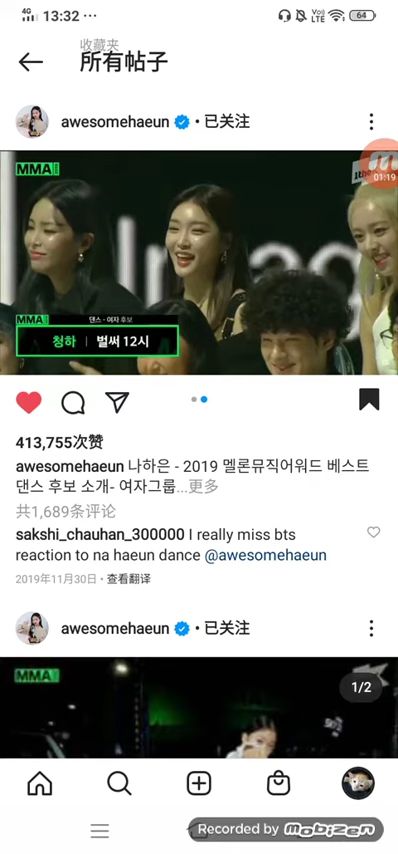 4G 13:32 ··· Vo)) LTE 64
收藏夹
所有帖子
awesomehaeun • 已关注
MMA
01:19
MMA 댄스 - 여자 후보
청하 | 벌써 12시
413,755次赞
awesomehaeun 나하은 - 2019 멜론뮤직어워드 베스트
댄스 후보 소개- 여자그룹...更多
共1,689条评论
sakshi_chauhan_300000 I really miss bts
reaction to na haeun dance @awesomehaeun
2019年11月30日 • 查看翻译
awesomehaeun • 已关注
MMA
1/2
Recorded by mobizen